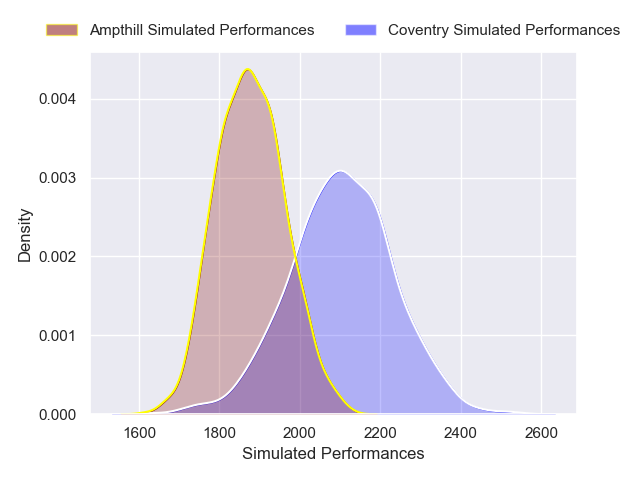 Ampthill Simulated Performances
Coventry Simulated Performances
0.004
0.003
0.002
0.001
0.000
Density
1600 1800 2000 2200 2400 2600
Simulated Performances